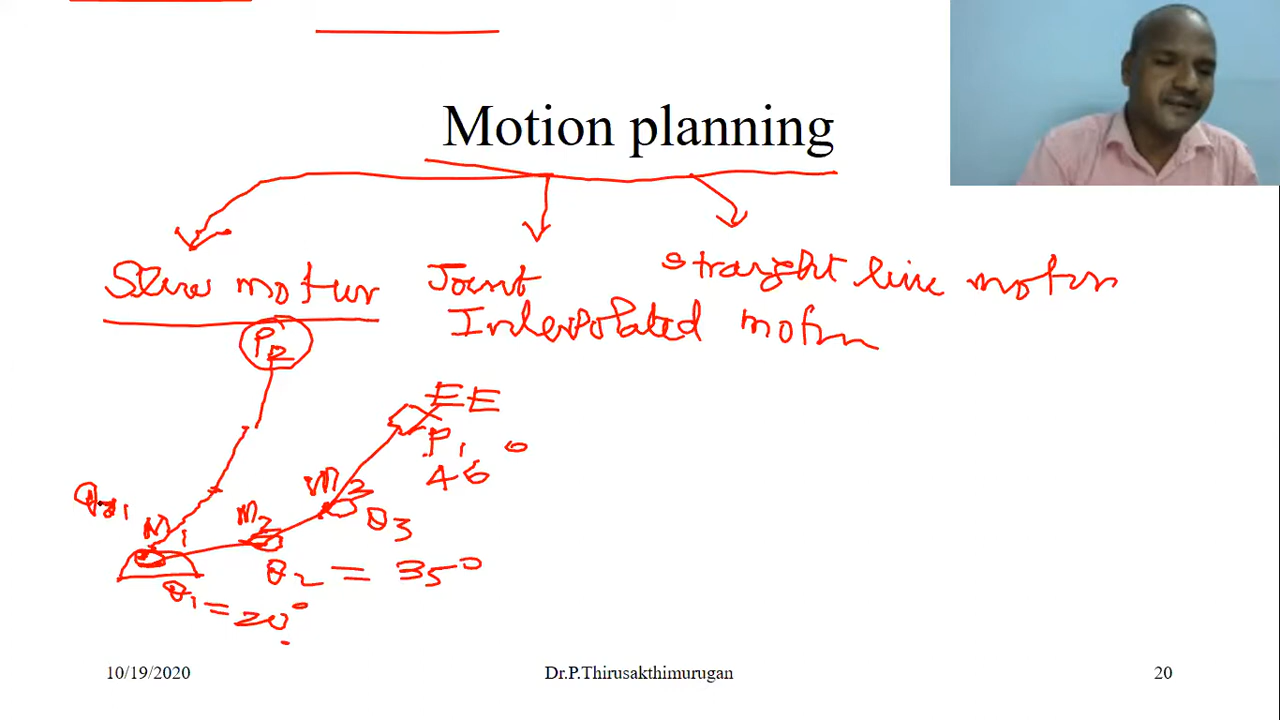 Motion planning
Slew motion
Joint
Interpolated motion
straight line motion
P2
EE
P1
46°
M3
θ3
M2
θ2 = 35°
M1
θ1 = 20°
10/19/2020
Dr.P.Thirusakthimurugan
20